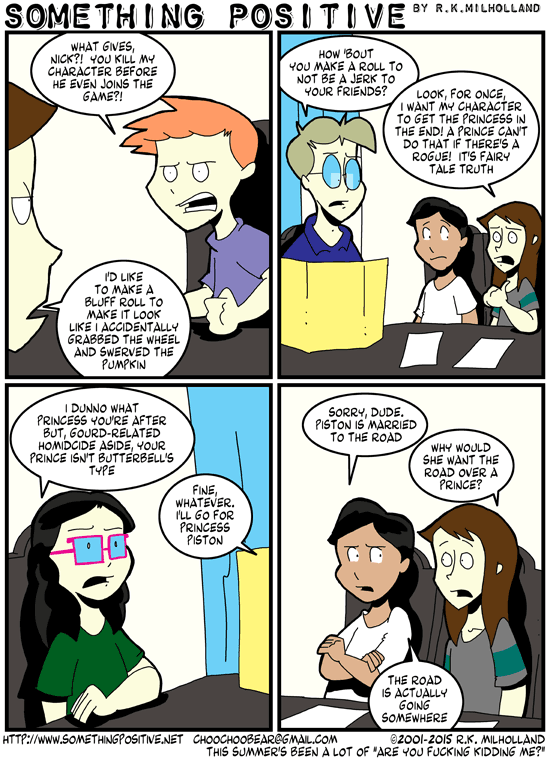 SOMETHING POSITIVE BY R.K.MILHOLLAND
WHAT GIVES,
NICK?! YOU KILL MY
CHARACTER BEFORE
HE EVEN JOINS THE
GAME?!
I'D LIKE
TO MAKE A
BLUFF ROLL TO
MAKE IT LOOK
LIKE I ACCIDENTALLY
GRABBED THE WHEEL
AND SWERVED THE
PUMPKIN
HOW 'BOUT
YOU MAKE A ROLL TO
NOT BE A JERK TO
YOUR FRIENDS?
LOOK, FOR ONCE,
I WANT MY CHARACTER
TO GET THE PRINCESS IN
THE END! A PRINCE CAN'T
DO THAT IF THERE'S A
ROGUE! IT'S FAIRY
TALE TRUTH
I DUNNO WHAT
PRINCESS YOU'RE AFTER
BUT, GOURD-RELATED
HOMIDCIDE ASIDE, YOUR
PRINCE ISN'T BUTTERBELL'S
TYPE
FINE,
WHATEVER.
I'LL GO FOR
PRINCESS
PISTON
SORRY, DUDE.
PISTON IS MARRIED
TO THE ROAD
WHY WOULD
SHE WANT THE
ROAD OVER A
PRINCE?
THE ROAD
IS ACTUALLY
GOING
SOMEWHERE
HTTP://WWW.SOMETHINGPOSITIVE.NET CHOOCHOOBEAR@GMAIL.COM ©2001-2015 R.K. MILHOLLAND
THIS SUMMER'S BEEN A LOT OF "ARE YOU FUCKING KIDDING ME?"